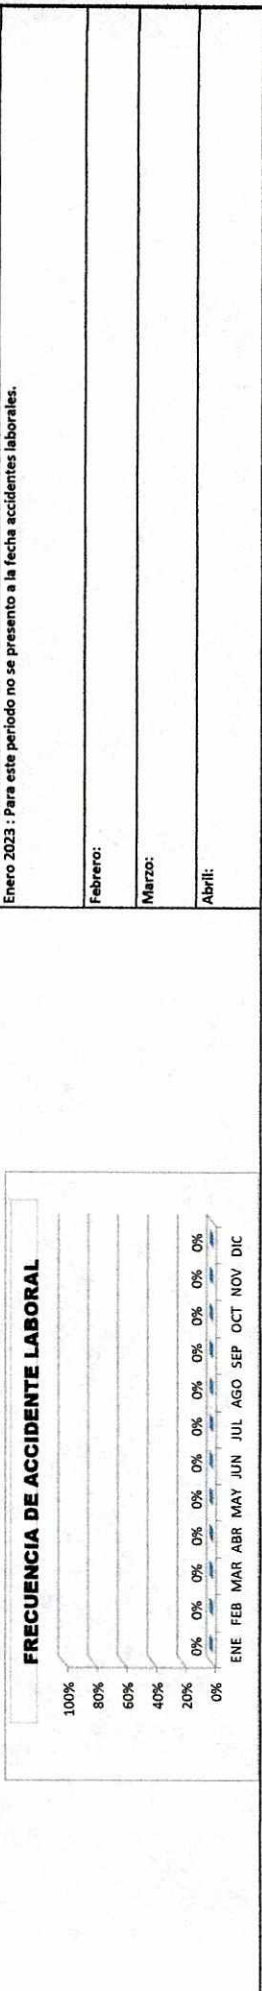 FRECUENCIA DE ACCIDENTE LABORAL
100%
80%
60%
40%
20%
0%
0% 0% 0% 0% 0% 0% 0% 0% 0% 0% 0% 0%
ENE FEB MAR ABR MAY JUN JUL AGO SEP OCT NOV DIC
Enero 2023 : Para este periodo no se presento a la fecha accidentes laborales.
Febrero:
Marzo:
Abril: